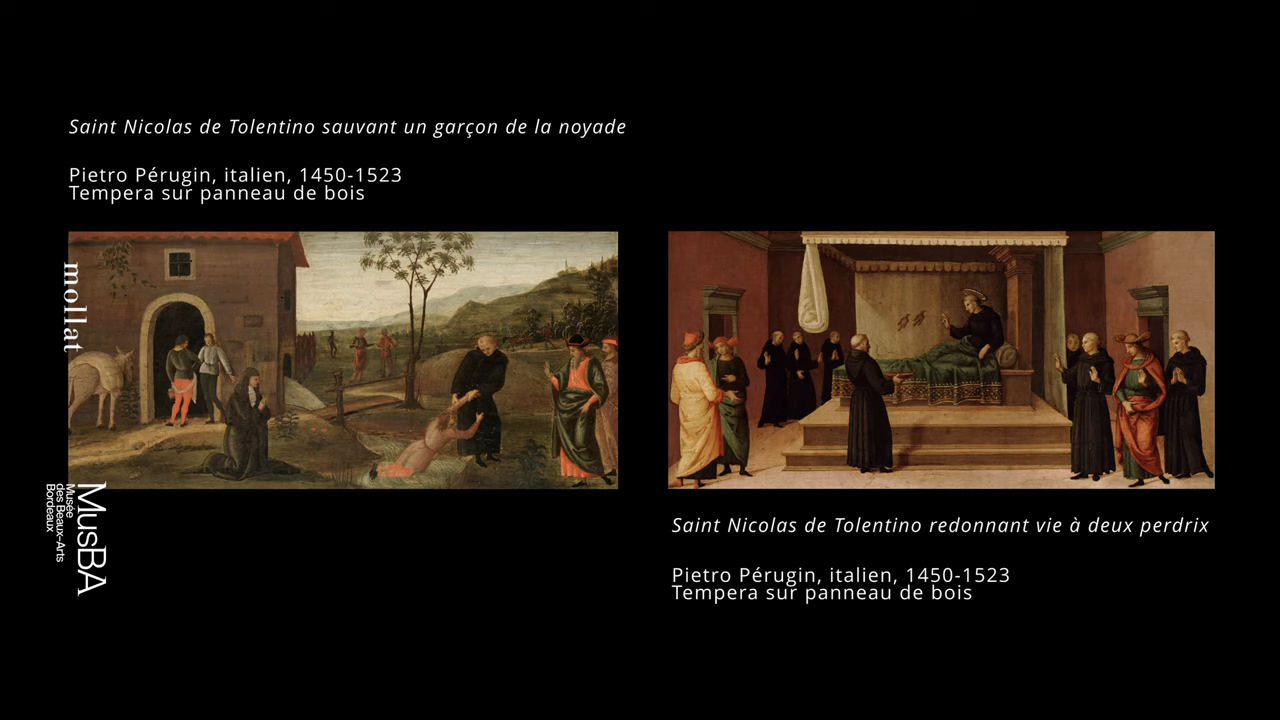 Saint Nicolas de Tolentino sauvant un garçon de la noyade
Pietro Pérugin, italien, 1450-1523
Tempera sur panneau de bois
mollat
MusBA
Musée
des Beaux-Arts
Bordeaux
Saint Nicolas de Tolentino redonnant vie à deux perdrix
Pietro Pérugin, italien, 1450-1523
Tempera sur panneau de bois